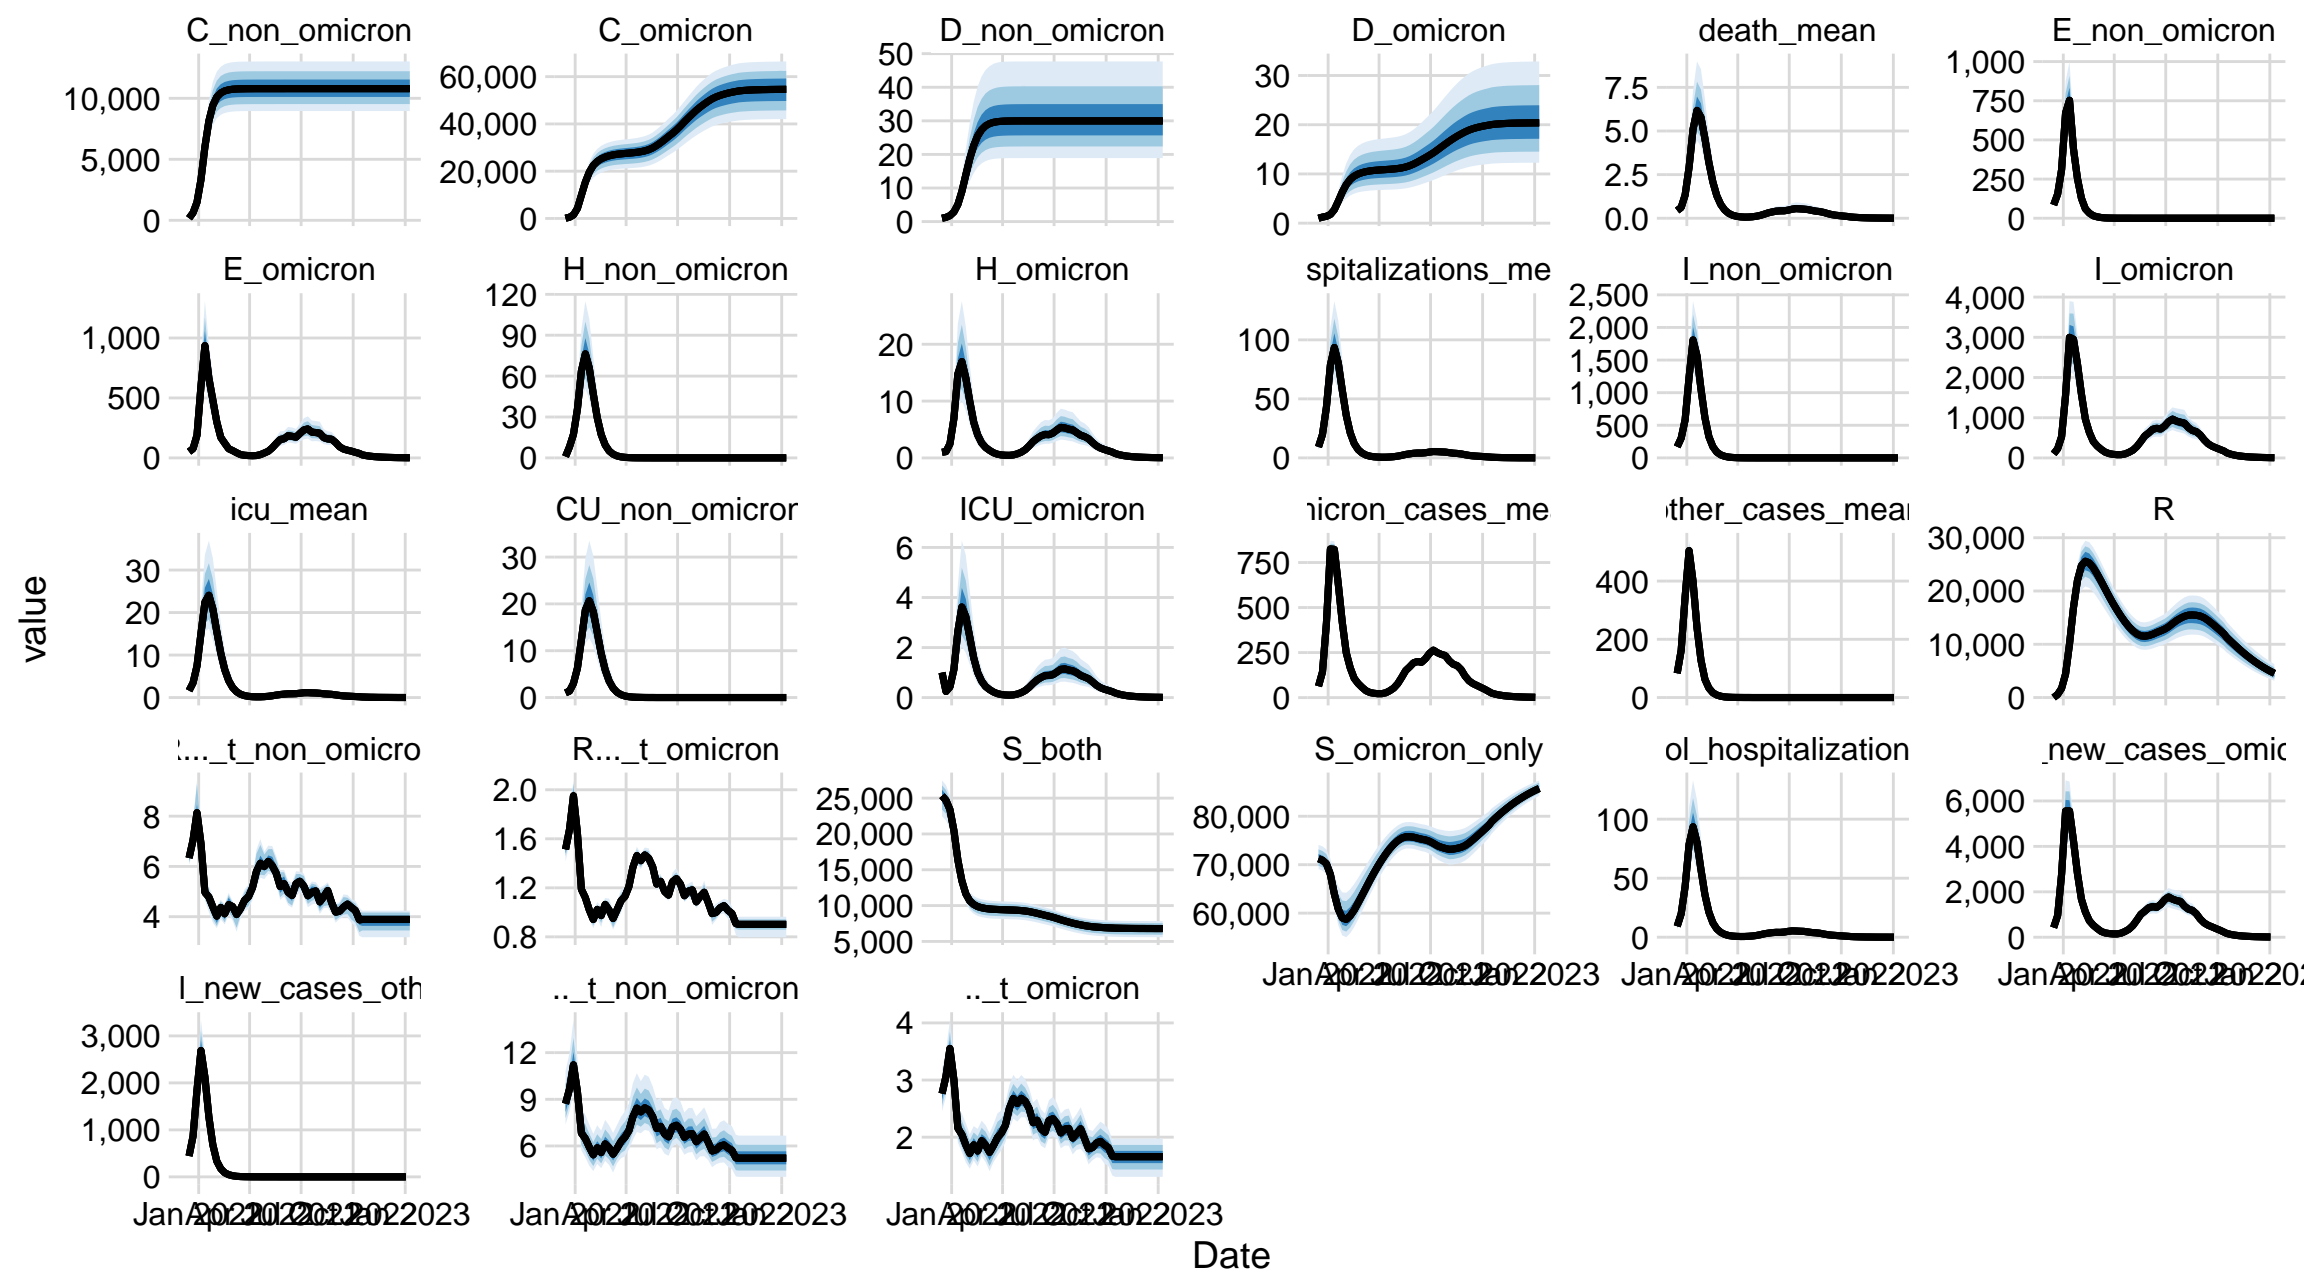 C_non_omicron C_omicron D_non_omicron D_omicron death_mean E_non_omicron
10,000 5,000 0
60,000 40,000 20,000 0
50 40 30 20 10 0
30 20 10 0
7.5 5.0 2.5 0.0
1,000 750 500 250 0
E_omicron H_non_omicron H_omicron spitalizations_me I_non_omicron I_omicron
1,000 500 0
120 90 60 30 0
20 10 0
100 50 0
2,500 2,000 1,500 1,000 500 0
4,000 3,000 2,000 1,000 0
icu_mean CU_non_omicron ICU_omicron icron_cases_me ther_cases_mea R
30 20 10 0
30 20 10 0
6 4 2 0
750 500 250 0
400 200 0
30,000 20,000 10,000 0
..._t_non_omicro R..._t_omicron S_both S_omicron_only ol_hospitalization _new_cases_omic
8 6 4
2.0 1.6 1.2 0.8
25,000 20,000 15,000 10,000 5,000
80,000 70,000 60,000
100 50 0
6,000 4,000 2,000 0
l_new_cases_oth .._t_non_omicron .._t_omicron
3,000 2,000 1,000 0
12 9 6
4 3 2
value
Date